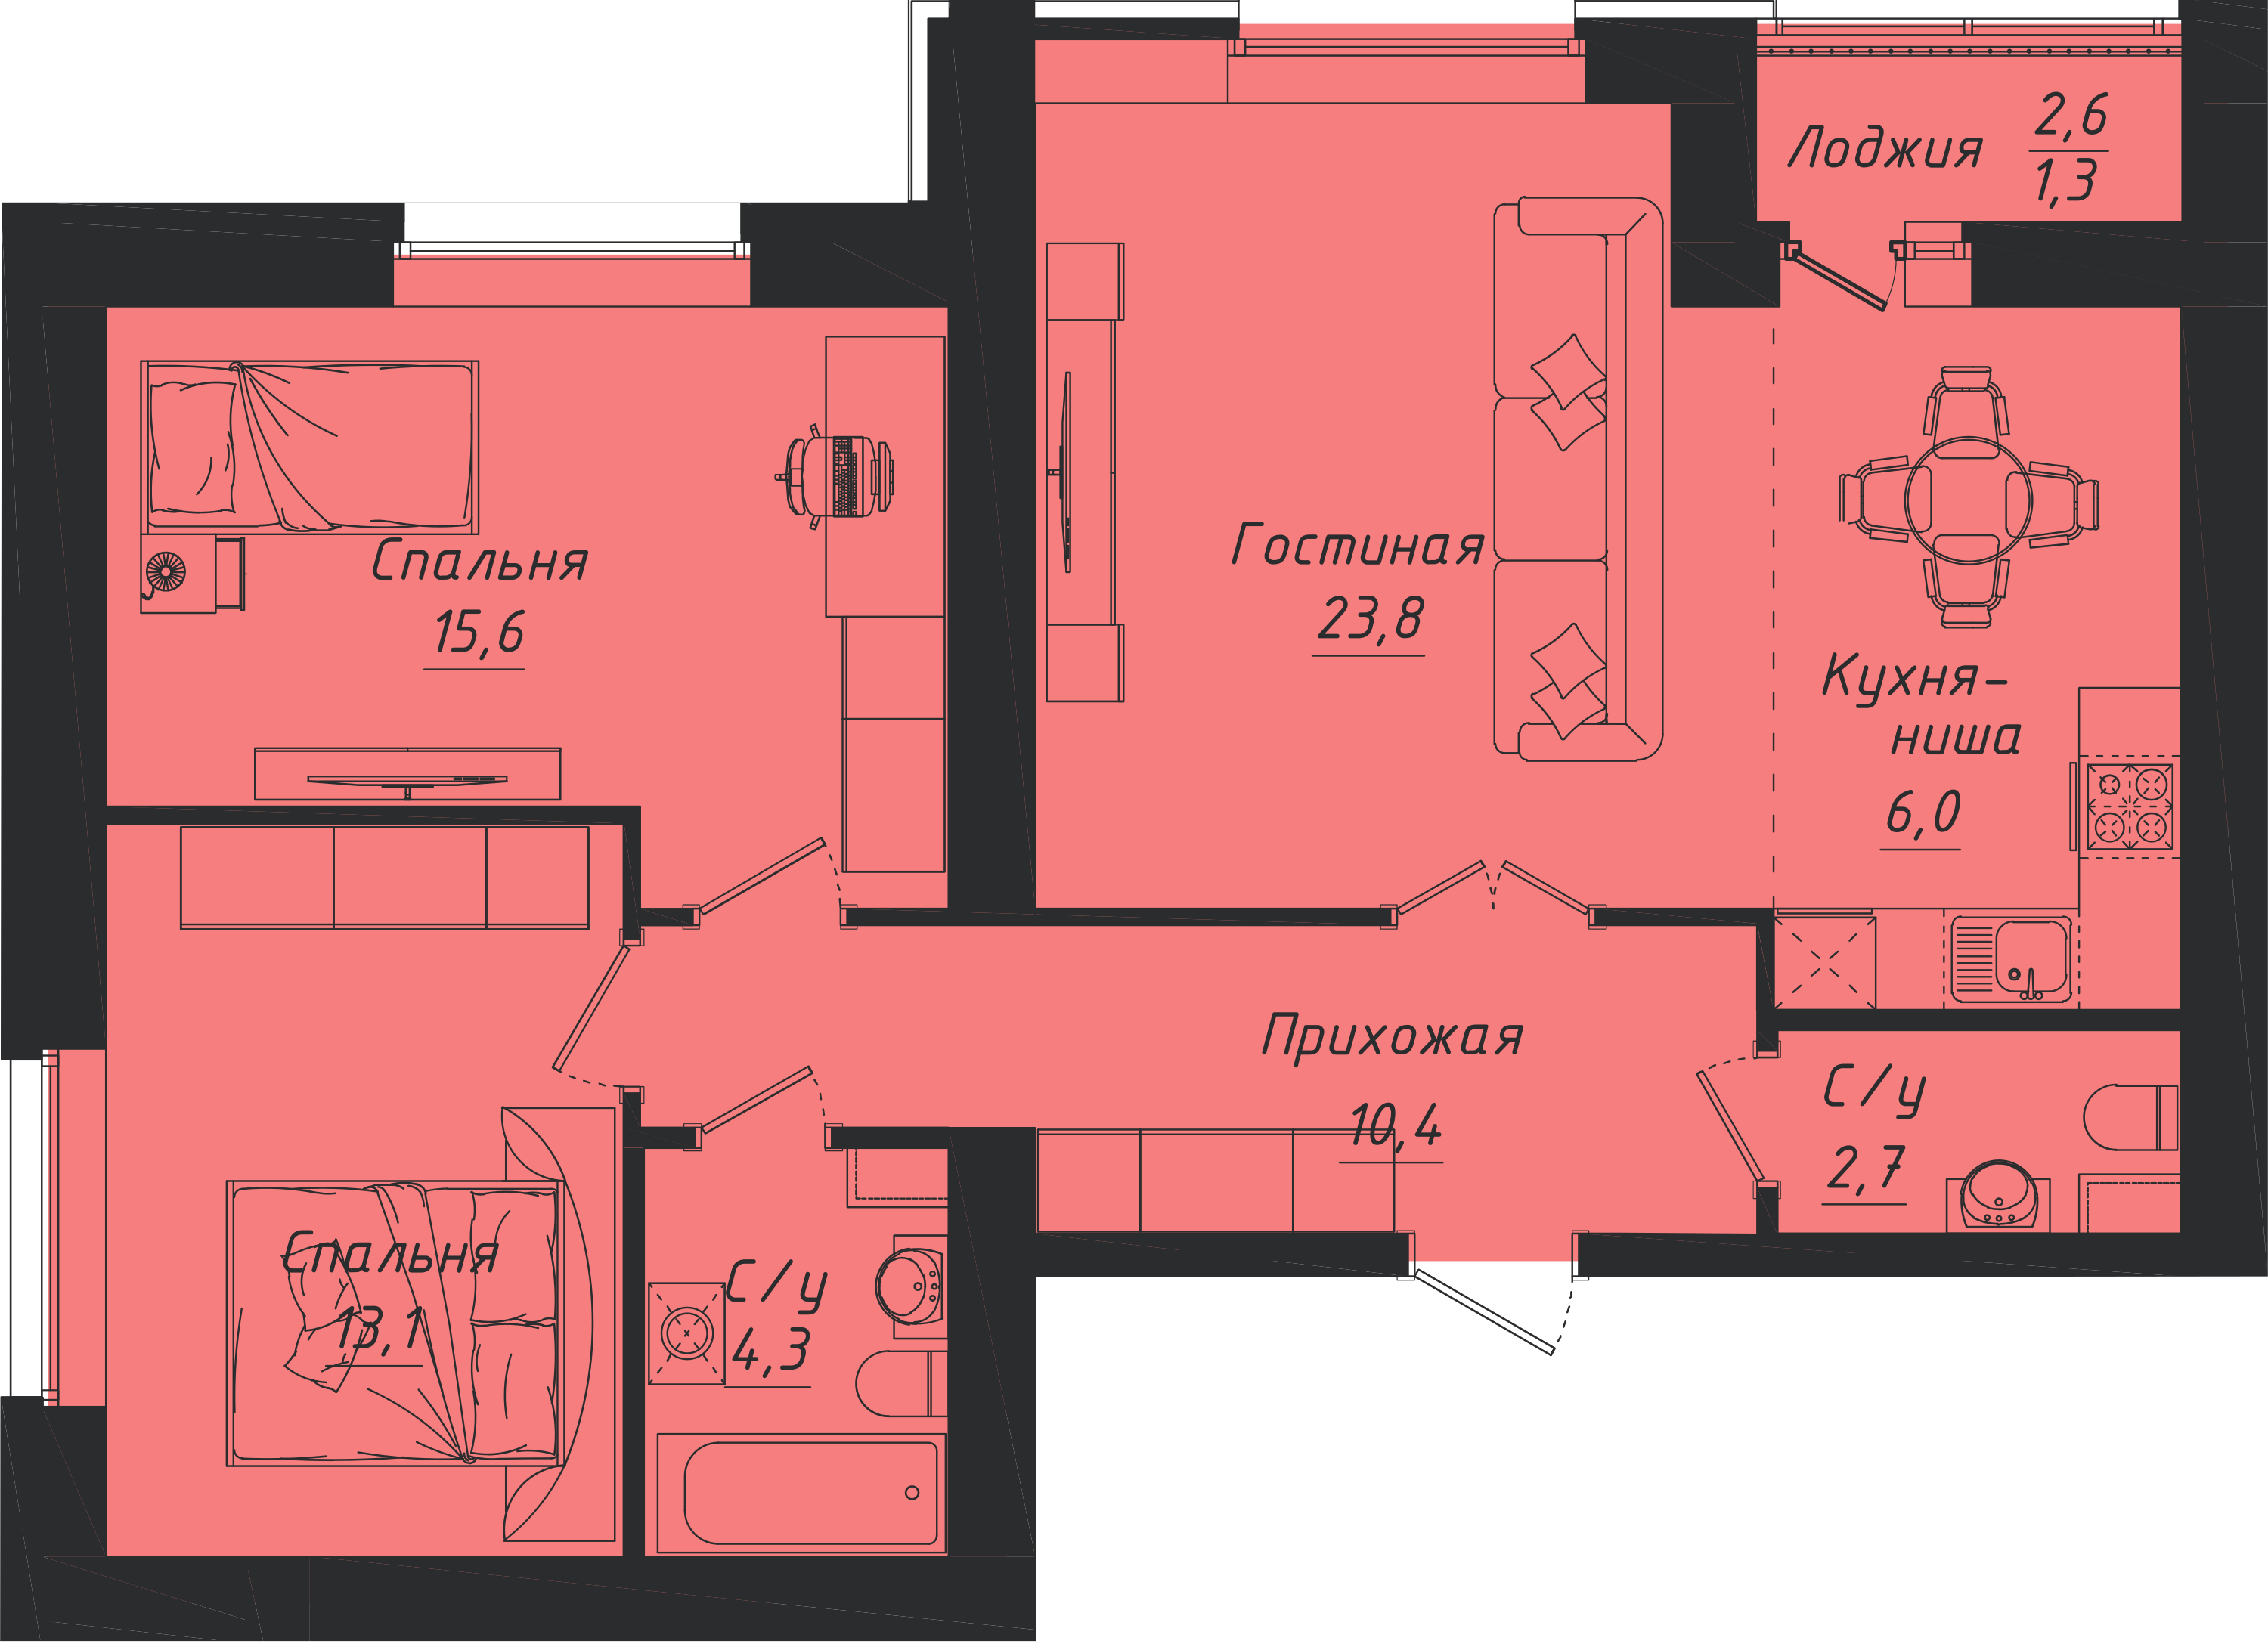 Лоджия
2,6
1,3
Спальня
15,6
Гостиная
23,8
Кухня-
ниша
6,0
Прихожая
10,4
С/у
2,7
Спальня
13,1
С/у
4,3